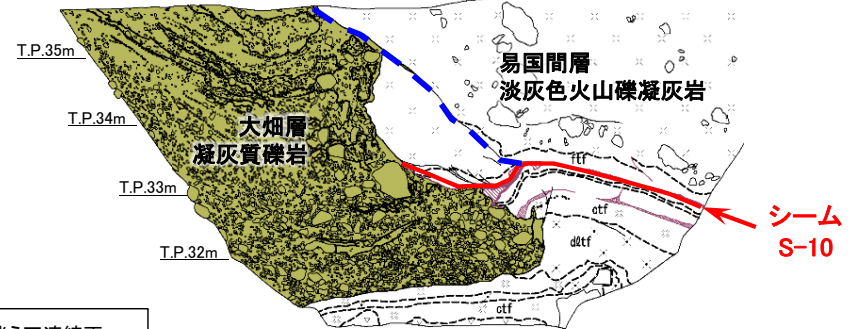 T.P.35m
易国間層
淡灰色火山礫凝灰岩
T.P.34m
大畑層
凝灰質礫岩
ftf
T.P.33m
ctf
シーム
S-10
dltf
T.P.32m
ctf